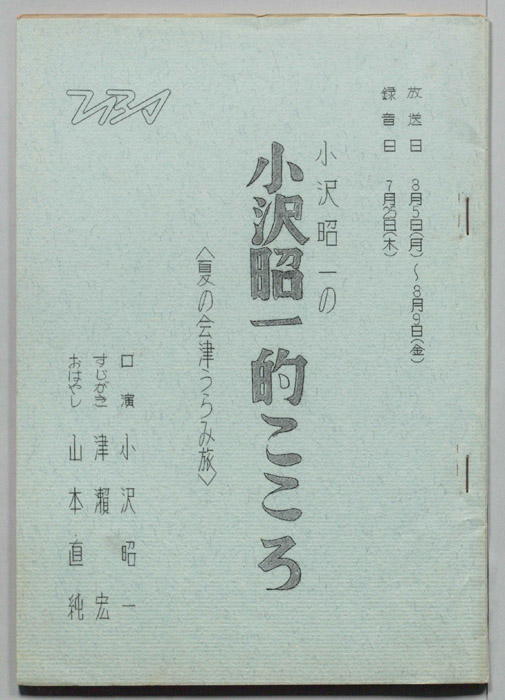 放送日 8月5日(月)～8月9日(金)
録音日 7月25日(木)
小沢昭一の
小沢昭一的こころ
〈夏の会津うらみ旅〉
口演 小沢昭一
すじがき 津瀬宏
おはやし 山本直純
TBS